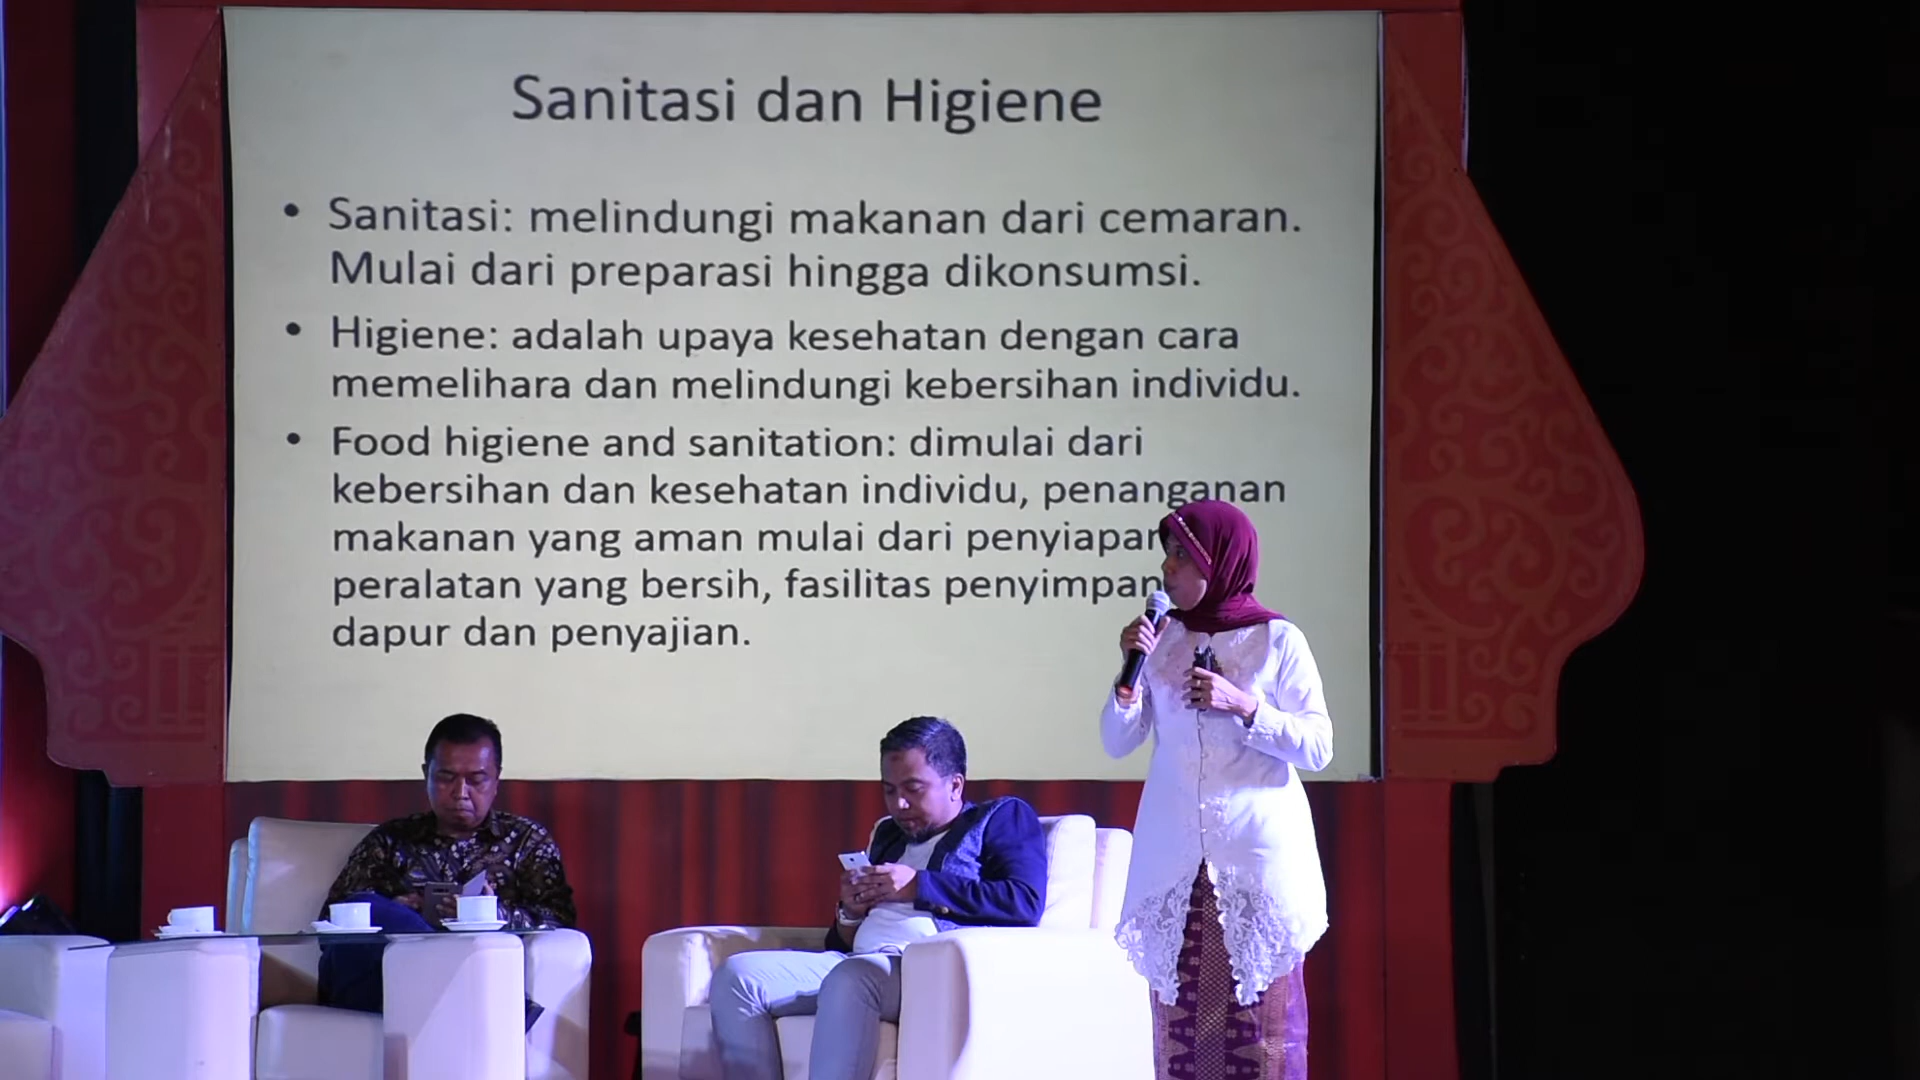 Sanitasi dan Higiene
• Sanitasi: melindungi makanan dari cemaran.
Mulai dari preparasi hingga dikonsumsi.
• Higiene: adalah upaya kesehatan dengan cara
memelihara dan melindungi kebersihan individu.
• Food higiene and sanitation: dimulai dari
kebersihan dan kesehatan individu, penanganan
makanan yang aman mulai dari
peralatan yang bersih, fasilitas
dapur dan penyajian.